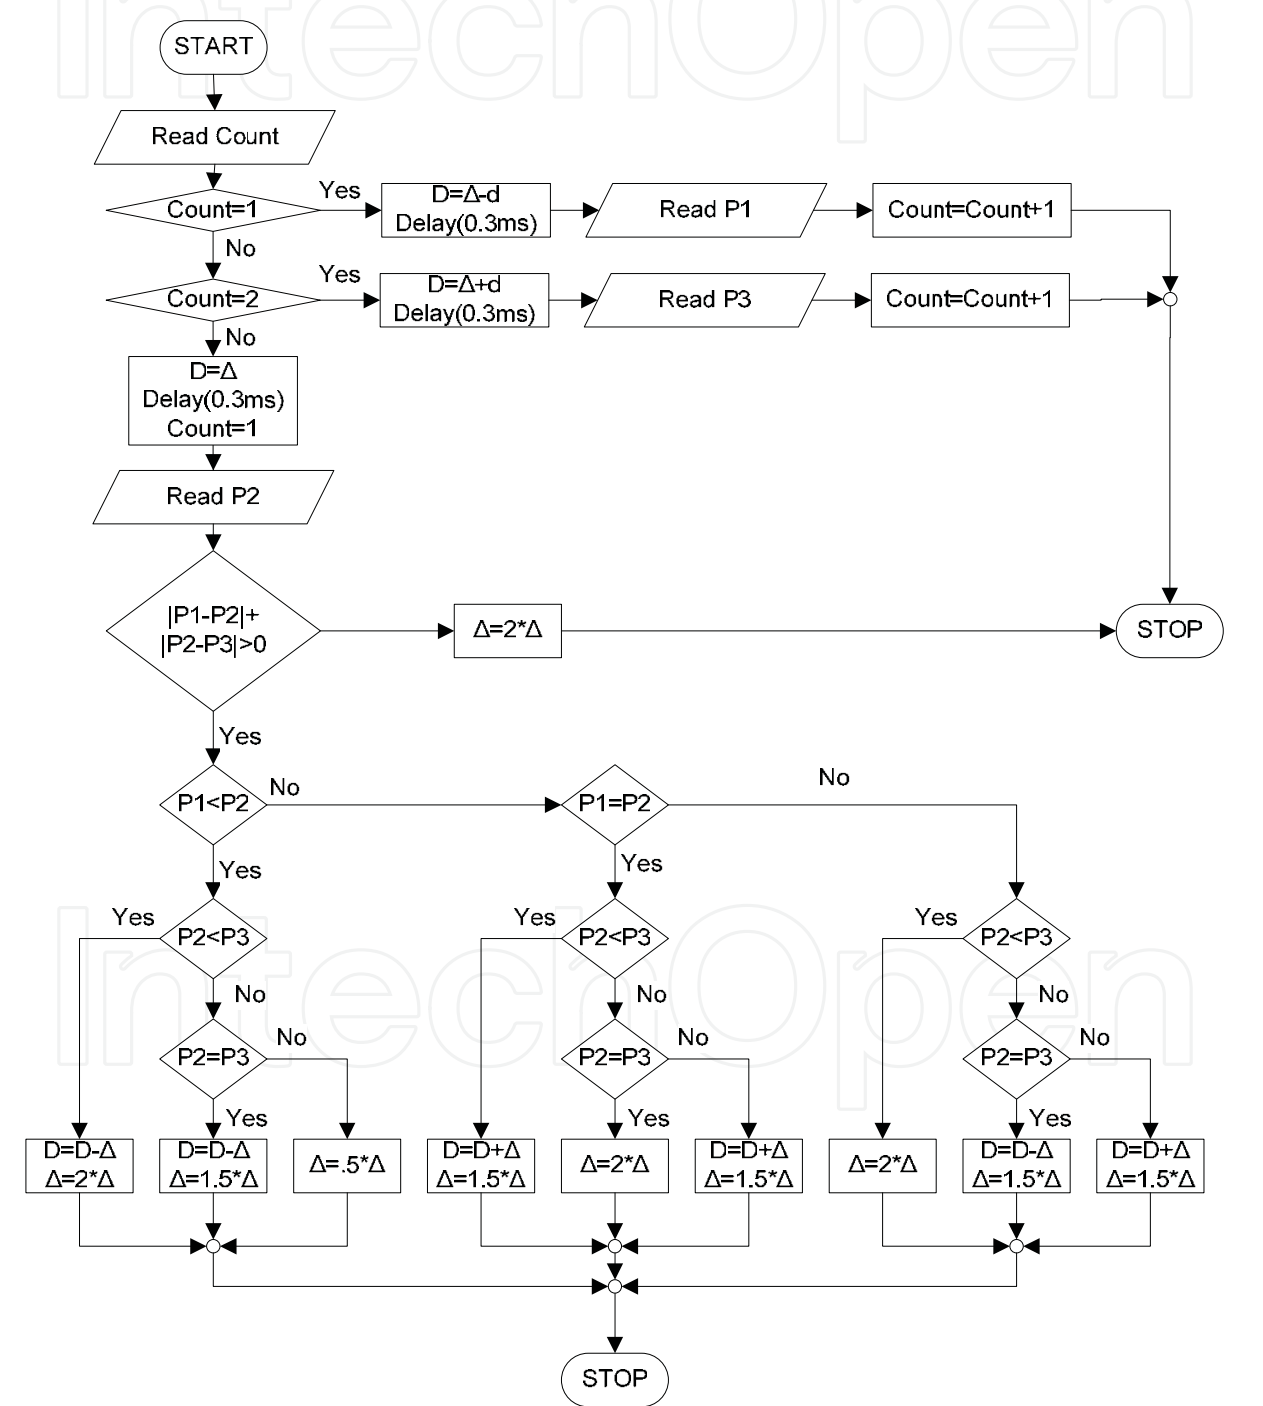 IntechOpen
START
Read Count
Count=1
Yes
D=Δ-d
Delay(0.3ms)
Read P1
Count=Count+1
No
Count=2
Yes
D=Δ+d
Delay(0.3ms)
Read P3
Count=Count+1
No
D=Δ
Delay(0.3ms)
Count=1
Read P2
|P1-P2|+
|P2-P3|>0
Δ=2*Δ
STOP
Yes
P1<P2
No
P1=P2
No
Yes
Yes
Yes
P2<P3
Yes
P2<P3
Yes
P2<P3
No
No
No
P2=P3
No
P2=P3
No
P2=P3
No
Yes
Yes
Yes
D=D-Δ
Δ=2*Δ
D=D-Δ
Δ=1.5*Δ
Δ=.5*Δ
D=D+Δ
Δ=1.5*Δ
Δ=2*Δ
D=D+Δ
Δ=1.5*Δ
Δ=2*Δ
D=D-Δ
Δ=1.5*Δ
D=D+Δ
Δ=1.5*Δ
IntechOpen
STOP